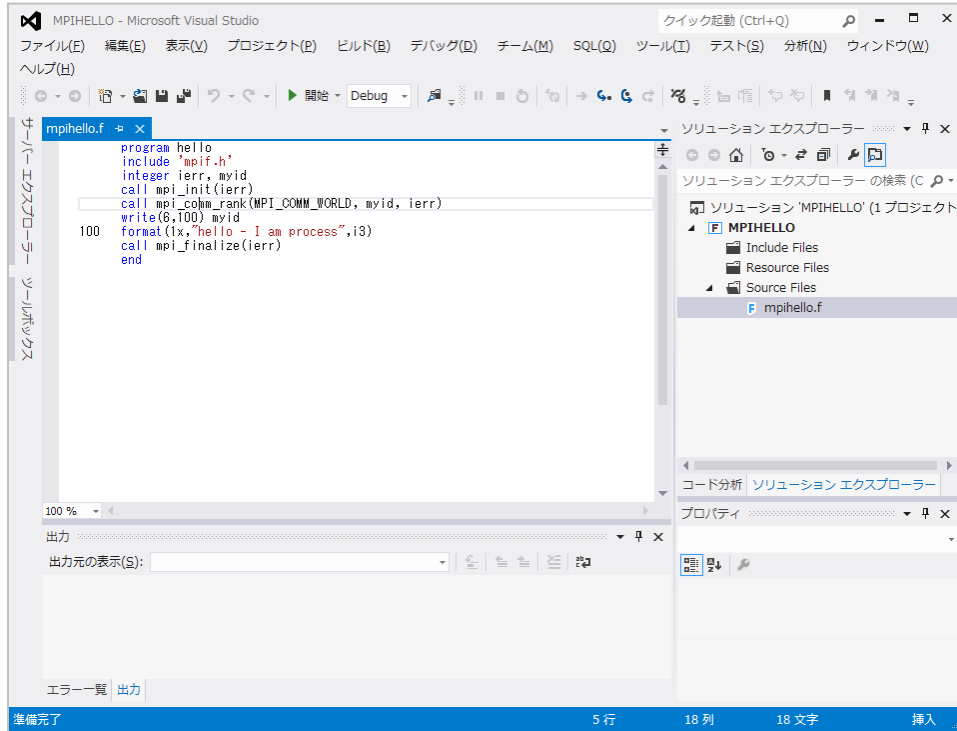 MPIHELLO - Microsoft Visual Studio
クイック起動 (Ctrl+Q)
ファイル(F) 編集(E) 表示(V) プロジェクト(P) ビルド(B) デバッグ(D) チーム(M) SQL(Q) ツール(T) テスト(S) 分析(N) ウィンドウ(W)
ヘルプ(H)
開始 Debug
サーバー エクスプローラー
ツールボックス
mpihello.f
program hello
include 'mpif.h'
integer ierr, myid
call mpi_init(ierr)
call mpi_comm_rank(MPI_COMM_WORLD, myid, ierr)
write(6,100) myid
100 format(1x,"hello - I am process",i3)
call mpi_finalize(ierr)
end
100 %
ソリューション エクスプローラー
ソリューション エクスプローラー の検索 (C
ソリューション 'MPIHELLO' (1 プロジェクト
MPIHELLO
Include Files
Resource Files
Source Files
mpihello.f
コード分析 ソリューション エクスプローラー
プロパティ
出力
出力元の表示(S):
エラー一覧 出力
準備完了 5 行 18 列 18 文字 挿入